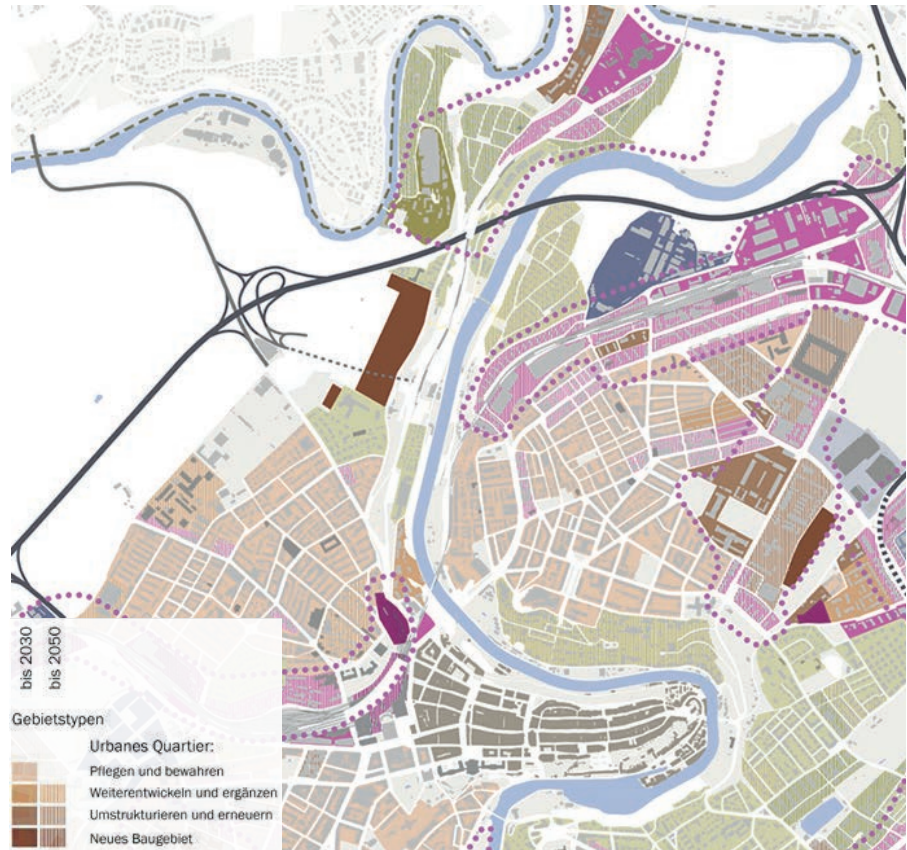 bis 2030
bis 2050
Gebietstypen
Urbanes Quartier:
Pflegen und bewahren
Weiterentwickeln und ergänzen
Umstrukturieren und erneuern
Neues Baugebiet